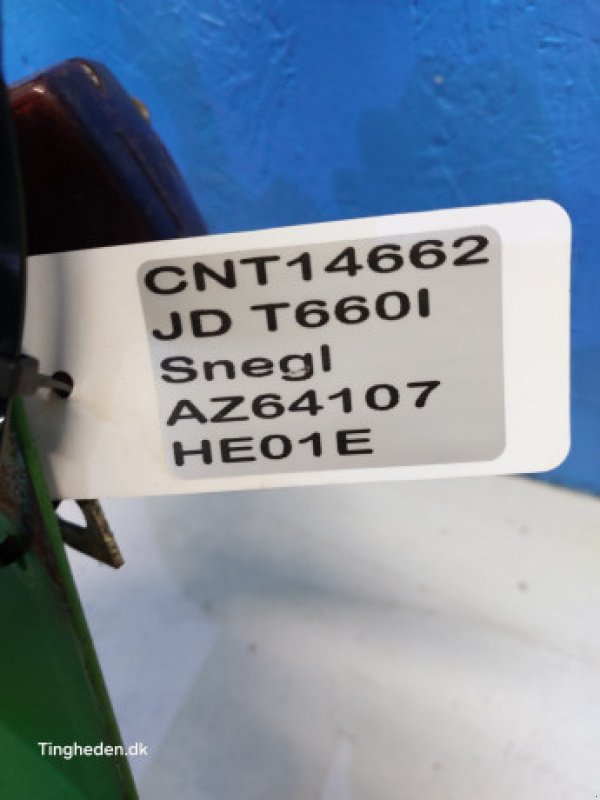 CNT14662
JD T660I
Snegl
AZ64107
HE01E
Tingheden.dk